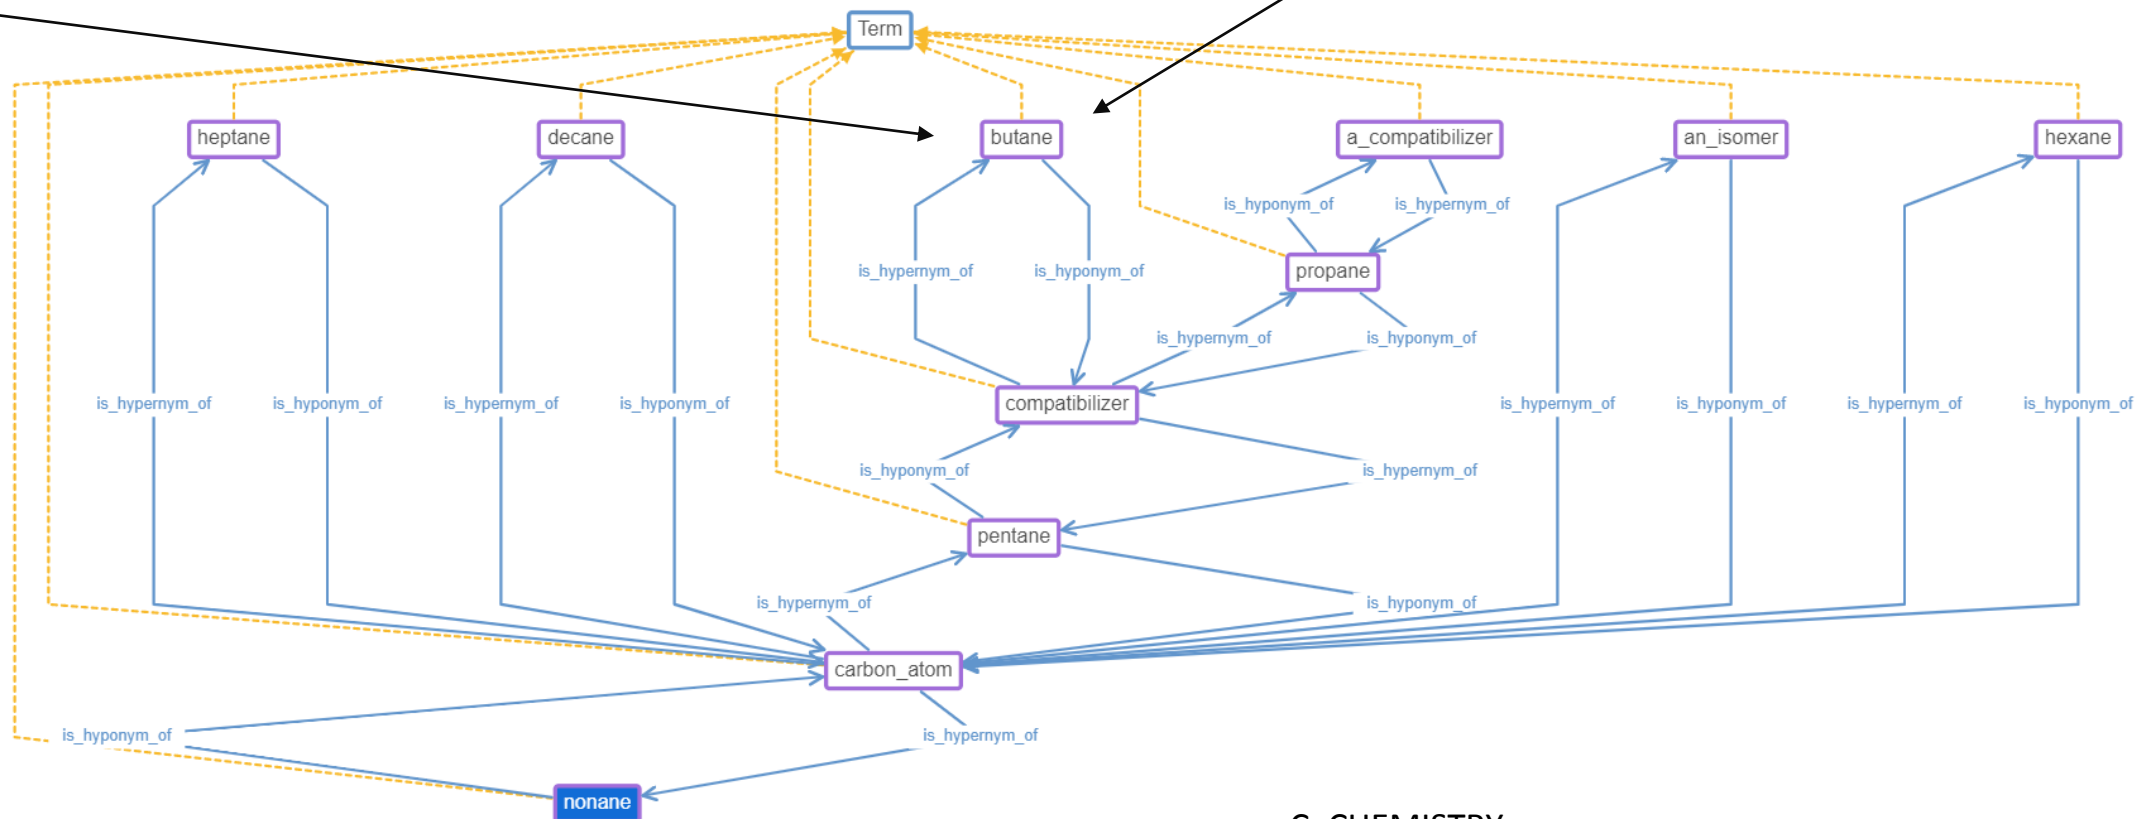 Term
heptane
decane
butane
a_compatibilizer
an_isomer
hexane
is_hyponym_of
is_hypernym_of
is_hypernym_of
is_hyponym_of
propane
is_hypernym_of
is_hyponym_of
is_hypernym_of
is_hyponym_of
is_hypernym_of
is_hyponym_of
compatibilizer
is_hypernym_of
is_hyponym_of
is_hypernym_of
is_hyponym_of
is_hyponym_of
is_hypernym_of
pentane
is_hypernym_of
is_hyponym_of
carbon_atom
is_hyponym_of
is_hypernym_of
nonane
CHEMISTRY